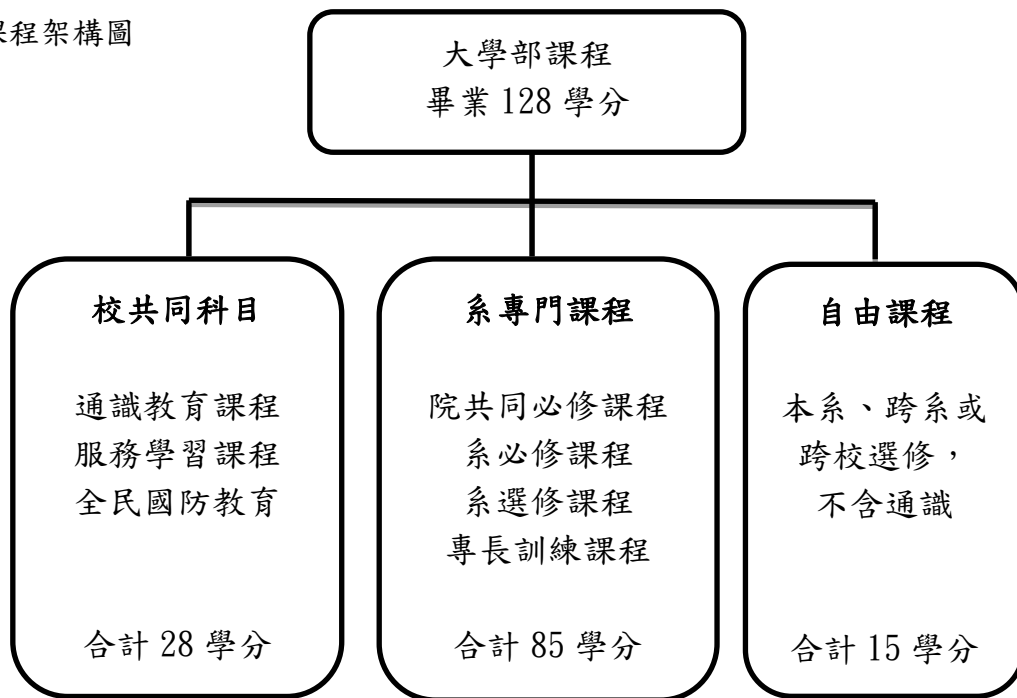 課程架構圖
大學部課程
畢業 128 學分
校共同科目
通識教育課程
服務學習課程
全民國防教育
合計 28 學分
系專門課程
院共同必修課程
系必修課程
系選修課程
專長訓練課程
合計 85 學分
自由課程
本系、跨系或
跨校選修，
不含通識
合計 15 學分